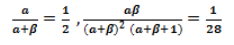 a/(a+β) = 1/2 , aβ/((a+β)² (a+β+1)) = 1/28